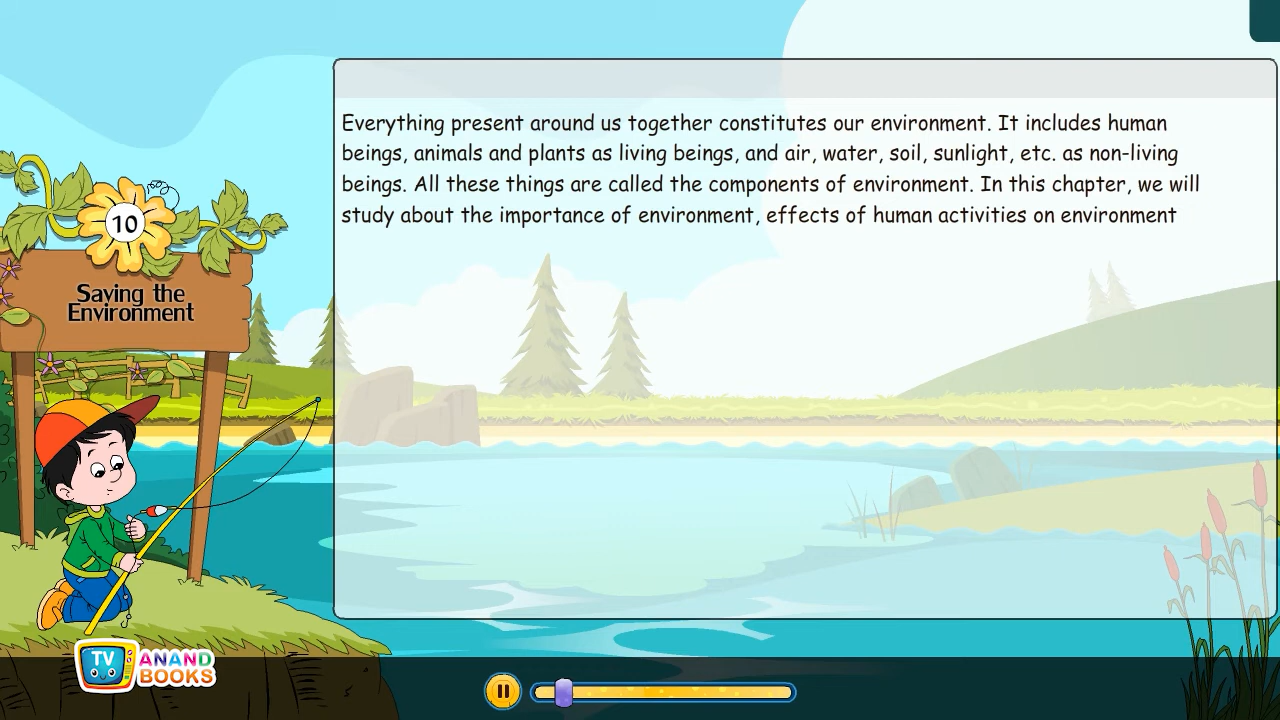 Everything present around us together constitutes our environment. It includes human
beings, animals and plants as living beings, and air, water, soil, sunlight, etc. as non-living
beings. All these things are called the components of environment. In this chapter, we will
study about the importance of environment, effects of human activities on environment
10
Saving the
Environment
TV
ANAND
BOOKS